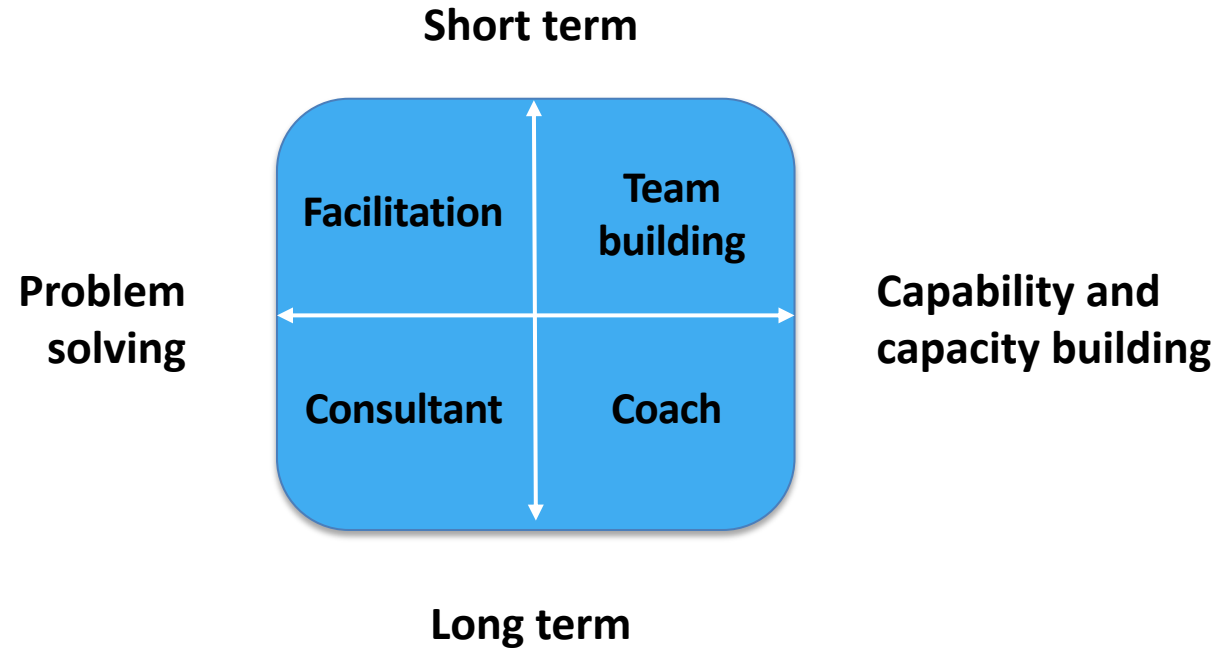 Short term
Facilitation
Team
building
Problem
solving
Capability and
capacity building
Consultant
Coach
Long term